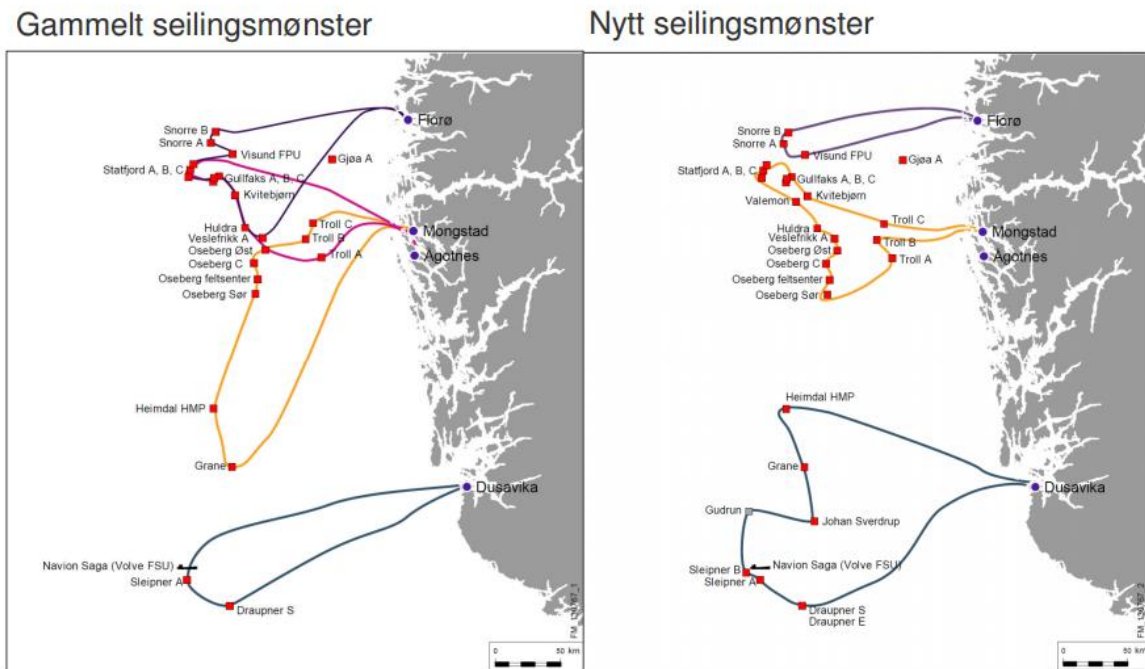 Gammelt seilingsmønster
Florø
Snorre B
Snorre A
Visund FPU
Gjøa A
Statfjord A, B, C
Gullfaks A, B, C
Kvitebjørn
Huldra
Troll C
Mongstad
Veslefrikk A
Troll B
Oseberg Øst
Troll A
Ågotnes
Oseberg C
Oseberg feltsenter
Oseberg Sør
Heimdal HMP
Grane
Dusavika
Navion Saga (Volve FSU)
Sleipner A
Draupner S
0 50 km
Nytt seilingsmønster
Florø
Snorre B
Snorre A
Visund FPU
Gjøa A
Statfjord A, B, C
Gullfaks A, B, C
Kvitebjørn
Valemon
Troll C
Huldra
Mongstad
Veslefrikk A
Troll B
Oseberg Øst
Ågotnes
Oseberg C
Troll A
Oseberg feltsenter
Oseberg Sør
Heimdal HMP
Grane
Dusavika
Gudrun
Johan Sverdrup
Navion Saga (Volve FSU)
Sleipner B
Sleipner A
Draupner S
Draupner E
0 50 km